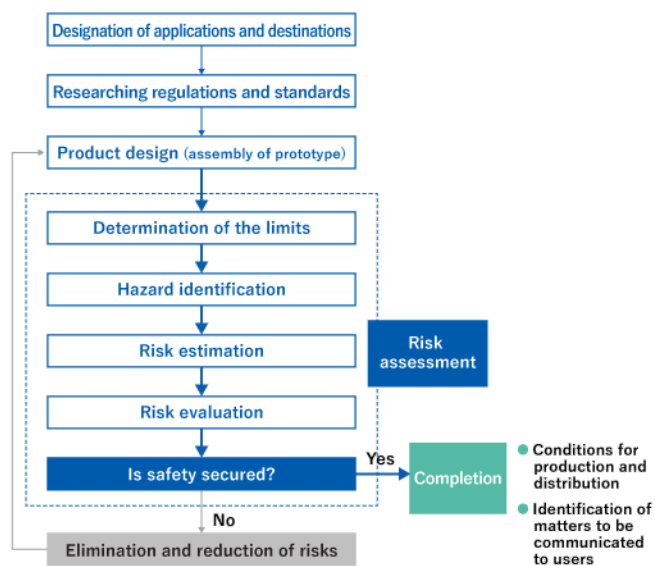 Designation of applications and destinations
Researching regulations and standards
Product design (assembly of prototype)
Determination of the limits
Hazard identification
Risk estimation
Risk
assessment
Risk evaluation
Is safety secured?
Yes
Completion
● Conditions for
production and
distribution
● Identification of
matters to be
communicated
to users
No
Elimination and reduction of risks